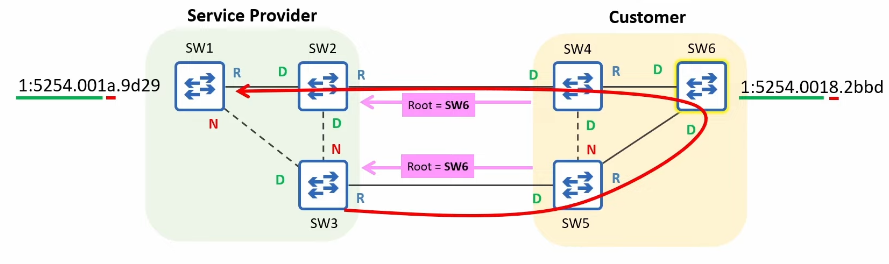 Service Provider
Customer
SW1
SW2
SW4
SW6
1:5254.001a.9d29
R
D
R
D
R
D
1:5254.0018.2bbd
Root = SW6
N
D
D
D
N
Root = SW6
N
D
R
R
D
SW3
SW5